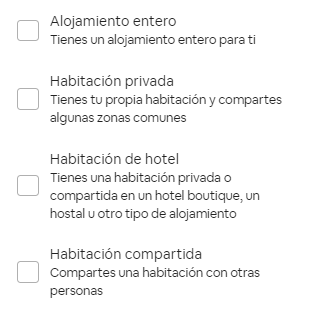 Alojamiento entero
Tienes un alojamiento entero para ti
Habitación privada
Tienes tu propia habitación y compartes
algunas zonas comunes
Habitación de hotel
Tienes una habitación privada o
compartida en un hotel boutique, un
hostal u otro tipo de alojamiento
Habitación compartida
Compartes una habitación con otras
personas